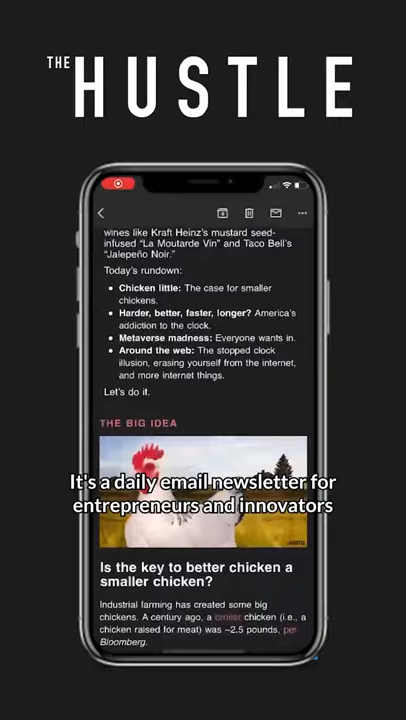 THE HUSTLE
wines like Kraft Heinz's mustard seed-
infused "La Moutarde Vin" and Taco Bell's
"Jalepeño Noir."
Today's rundown:
• Chicken little: The case for smaller
chickens.
• Harder, better, faster, longer? America's
addiction to the clock.
• Metaverse madness: Everyone wants in.
• Around the web: The stopped clock
illusion, erasing yourself from the internet,
and more internet things.
Let's do it.
THE BIG IDEA
It's a daily email newsletter for
entrepreneurs and innovators
Is the key to better chicken a
smaller chicken?
Industrial farming has created some big
chickens. A century ago, a broiler chicken (i.e., a
chicken raised for meat) was ~2.5 pounds, per
Bloomberg.